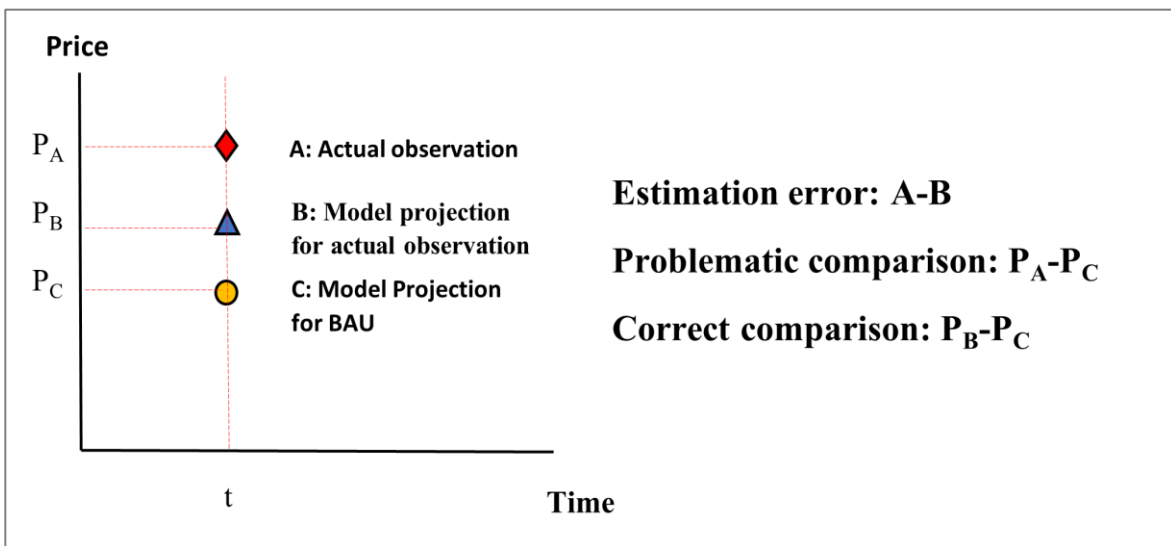 Price
P_A
A: Actual observation
P_B
B: Model projection
for actual observation
P_C
C: Model Projection
for BAU
t
Time
Estimation error: A-B
Problematic comparison: P_A-P_C
Correct comparison: P_B-P_C